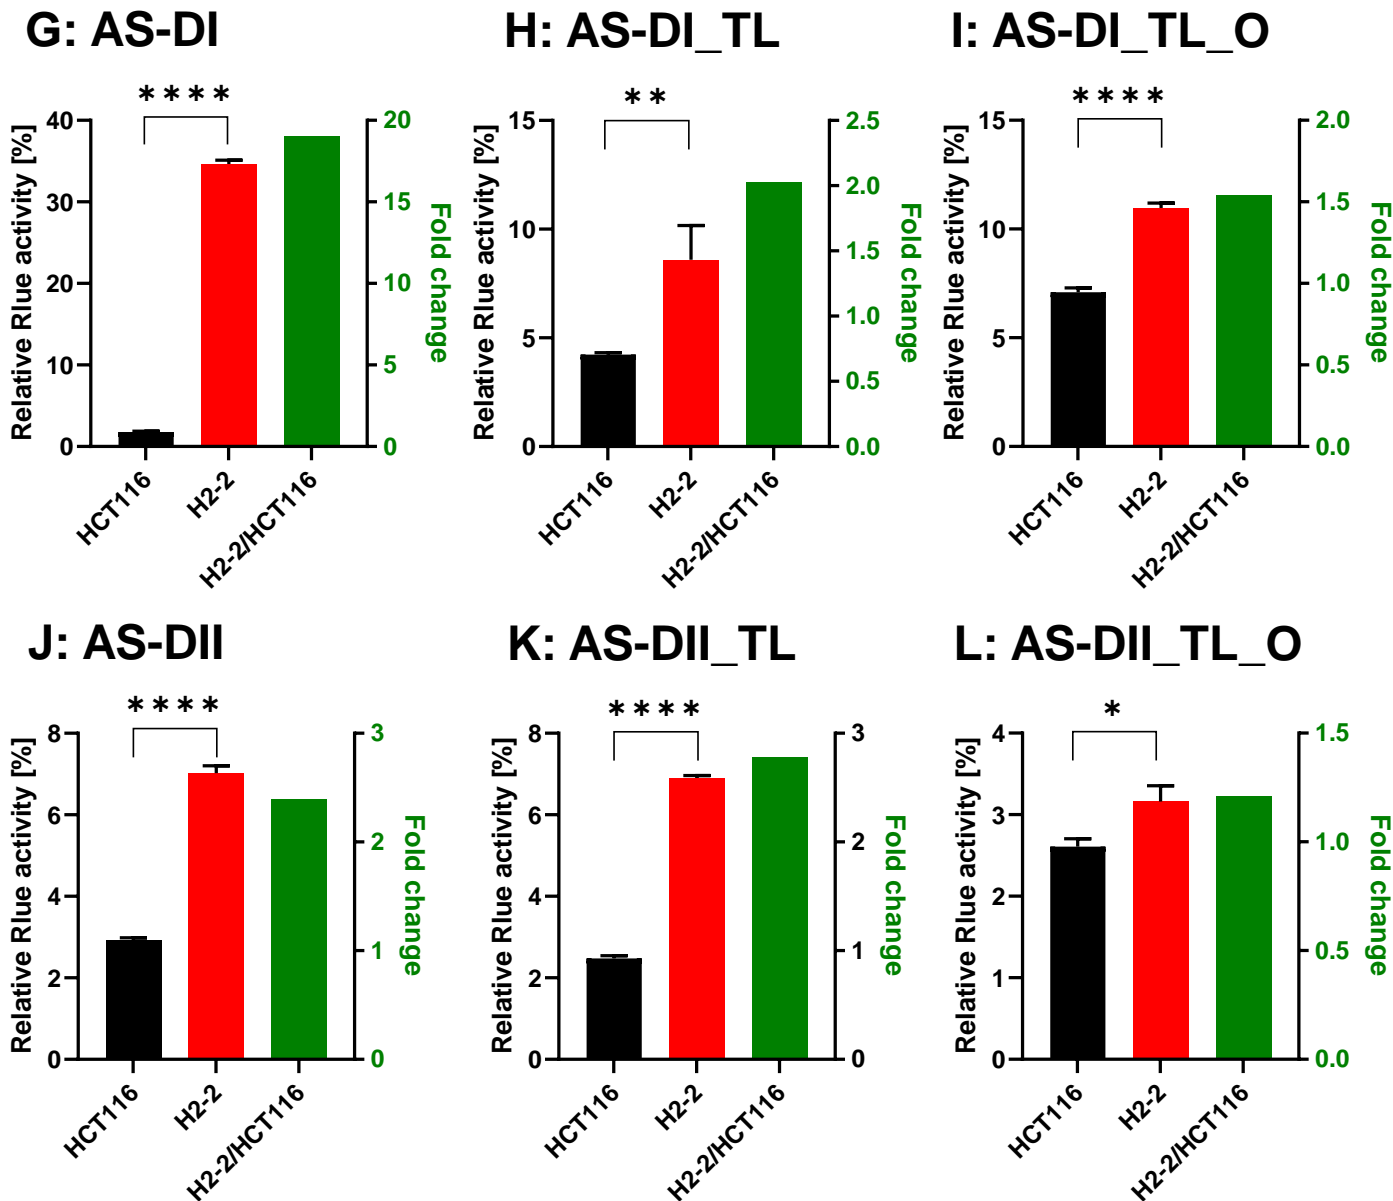 G: AS-DI
****
Relative Rlue activity [%]
40
30
20
10
0
20
15
10
5
0
Fold change
HCT116
H2-2
H2-2/HCT116
H: AS-DI_TL
**
Relative Rlue activity [%]
15
10
5
0
2.5
2.0
1.5
1.0
0.5
0.0
Fold change
HCT116
H2-2
H2-2/HCT116
I: AS-DI_TL_O
****
Relative Rlue activity [%]
15
10
5
0
2.0
1.5
1.0
0.5
0.0
Fold change
HCT116
H2-2
H2-2/HCT116
J: AS-DII
****
Relative Rlue activity [%]
8
6
4
2
0
3
2
1
0
Fold change
HCT116
H2-2
H2-2/HCT116
K: AS-DII_TL
****
Relative Rlue activity [%]
8
6
4
2
0
3
2
1
0
Fold change
HCT116
H2-2
H2-2/HCT116
L: AS-DII_TL_O
*
Relative Rlue activity [%]
4
3
2
1
0
1.5
1.0
0.5
0.0
Fold change
HCT116
H2-2
H2-2/HCT116